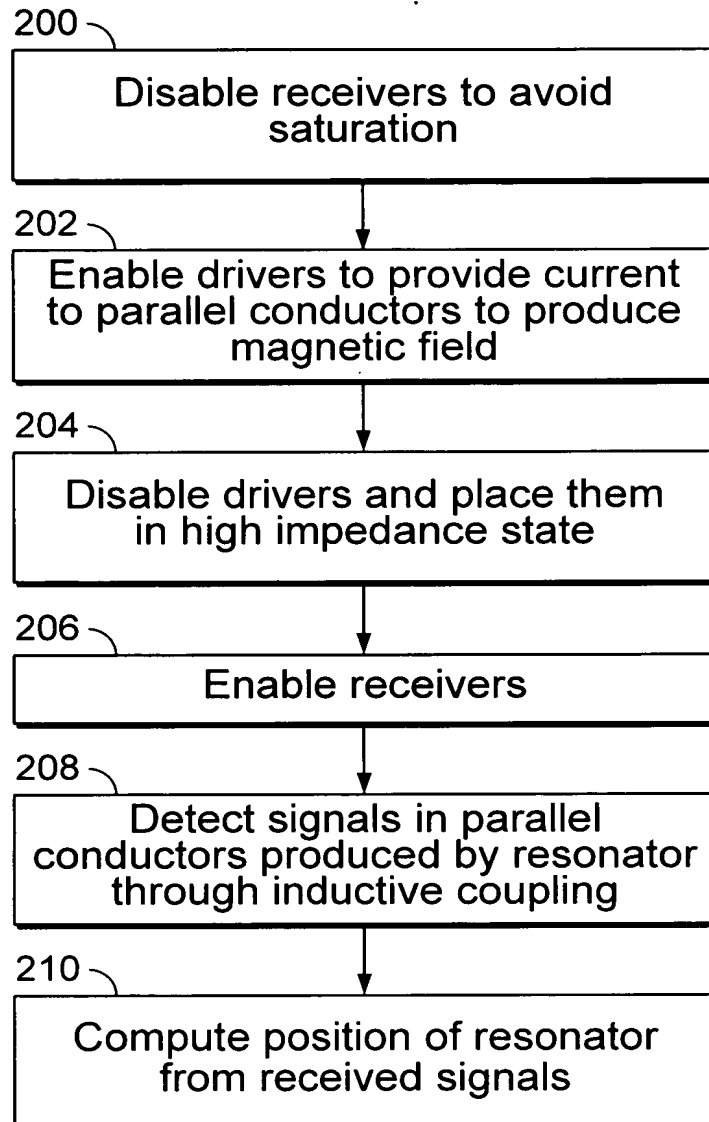 200
Disable receivers to avoid
saturation
202
Enable drivers to provide current
to parallel conductors to produce
magnetic field
204
Disable drivers and place them
in high impedance state
206
Enable receivers
208
Detect signals in parallel
conductors produced by resonator
through inductive coupling
210
Compute position of resonator
from received signals